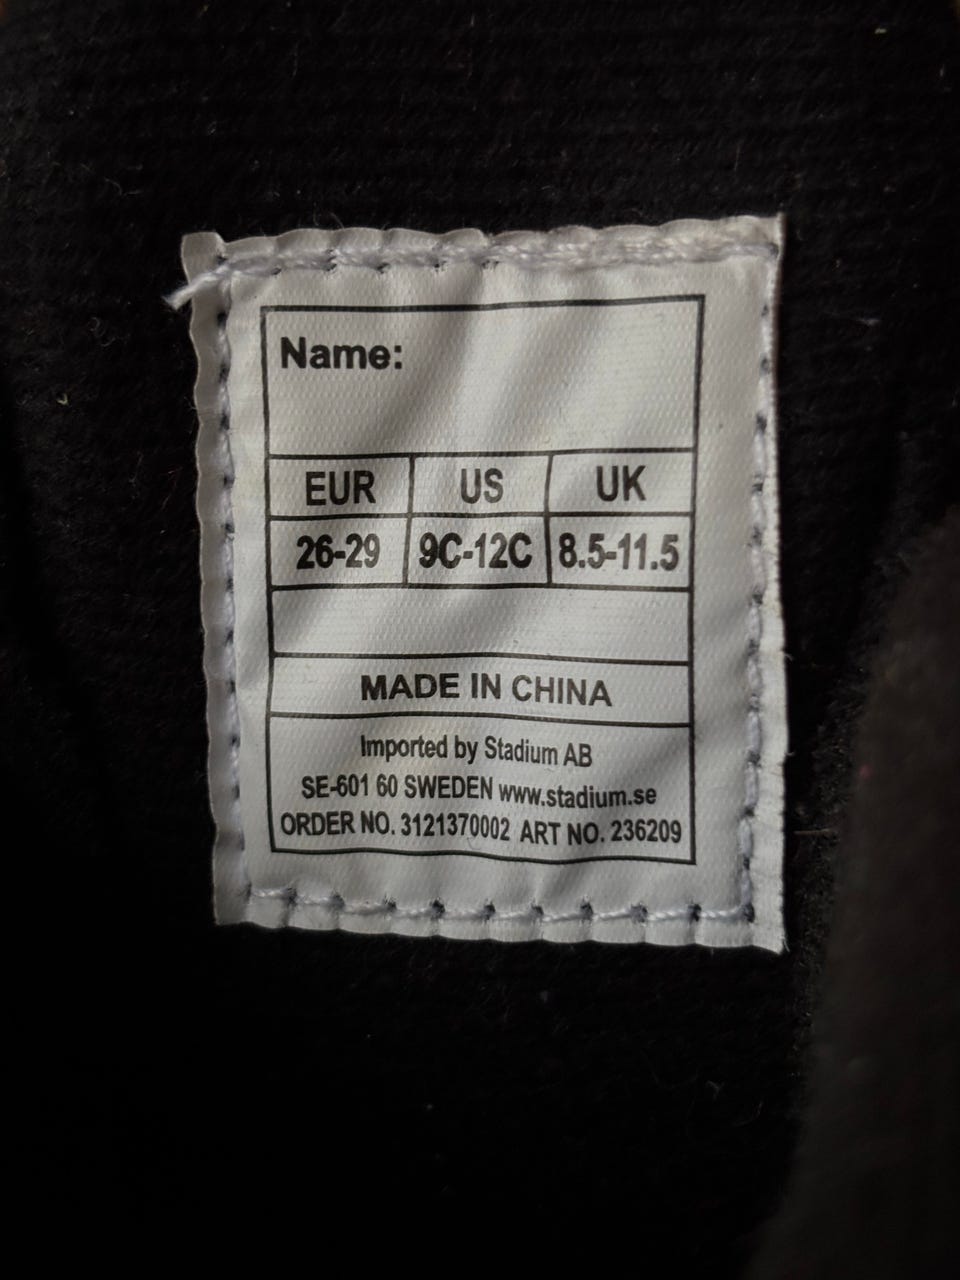 Name:
EUR US UK
26-29 9C-12C 8.5-11.5
MADE IN CHINA
Imported by Stadium AB
SE-601 60 SWEDEN www.stadium.se
ORDER NO. 3121370002 ART NO. 236209